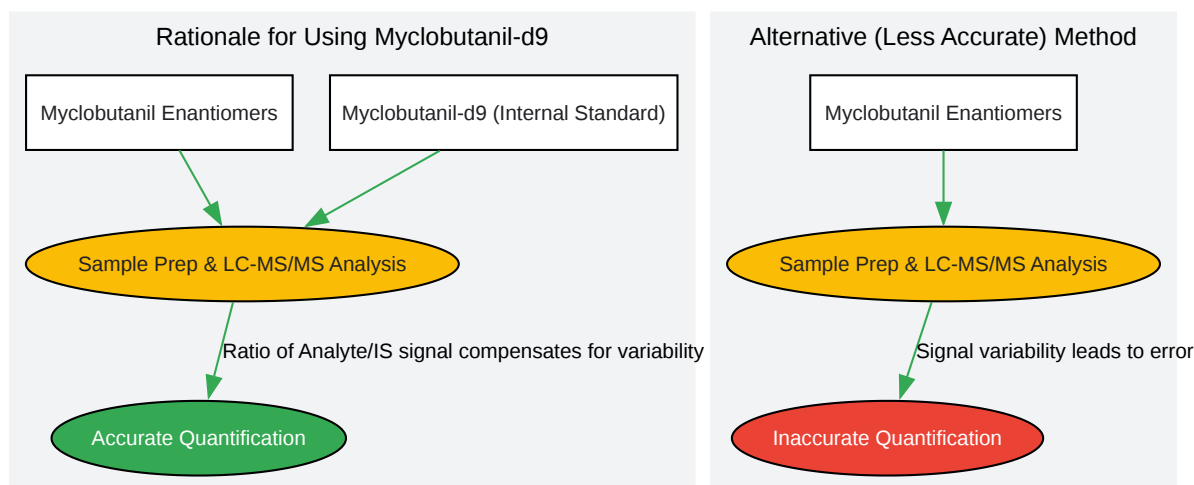 Rationale for Using Myclobutanil-d9
Myclobutanil Enantiomers
Myclobutanil-d9 (Internal Standard)
Sample Prep & LC-MS/MS Analysis
Ratio of Analyte/IS signal compensates for variability
Accurate Quantification
Alternative (Less Accurate) Method
Myclobutanil Enantiomers
Sample Prep & LC-MS/MS Analysis
Signal variability leads to error
Inaccurate Quantification